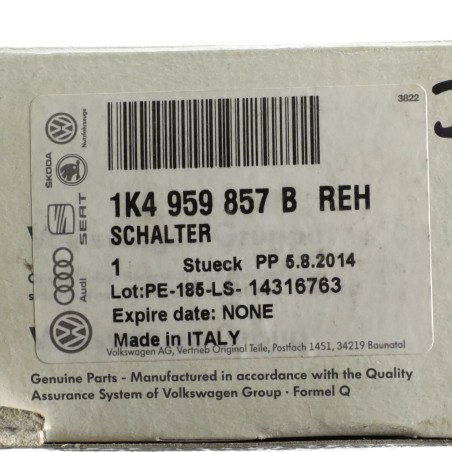 3822
Nutzfahrzeuge
ŠKODA
SEAT
Audi
1K4 959 857 B REH
SCHALTER
1 Stueck PP 5.8.2014
Lot:PE-185-LS- 14316763
Expire date: NONE
Made in ITALY
Volkswagen AG, Vertrieb Original Teile, Postfach 1451, 34219 Baunatal
Genuine Parts - Manufactured in accordance with the Quality
Assurance System of Volkswagen Group · Formel Q